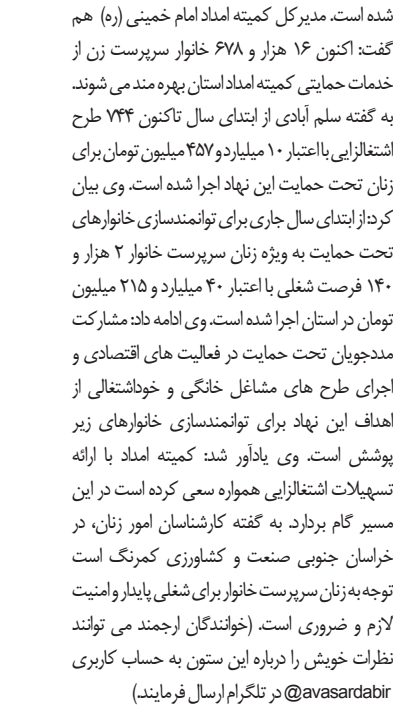 شده است. مدیر کل کمیته امداد امام خمینی (ره) هم
گفت: اکنون ۱۶ هزار و ۶۷۸ خانوار سرپرست زن از
خدمات حمایتی کمیته امداد استان بهره مند می شوند.
به گفته سلم آبادی از ابتدای سال تاکنون ۷۴۴ طرح
اشتغالزایی بااعتبار ۱۰ میلیارد و ۴۵۷ میلیون تومان برای
زنان تحت حمایت این نهاد اجرا شده است. وی بیان
کرد: از ابتدای سال جاری برای توانمندسازی خانوارهای
تحت حمایت به ویژه زنان سرپرست خانوار ۲ هزار و
۱۴۰ فرصت شغلی با اعتبار ۴۰ میلیارد و ۲۱۵ میلیون
تومان در استان اجرا شده است. وی ادامه داد: مشارکت
مددجویان تحت حمایت در فعالیت های اقتصادی و
اجرای طرح های مشاغل خانگی و خوداشتغالی از
اهداف این نهاد برای توانمندسازی خانوارهای زیر
پوشش است. وی یادآور شد: کمیته امداد با ارائه
تسهیلات اشتغالزایی همواره سعی کرده است در این
مسیر گام بردارد. به گفته کارشناسان امور زنان، در
خراسان جنوبی صنعت و کشاورزی کمرنگ است
توجه به زنان سرپرست خانوار برای شغلی پایدار و امنیت
لازم و ضروری است. (خوانندگان ارجمند می توانند
نظرات خویش را درباره این ستون به حساب کاربری
@avasardabir در تلگرام ارسال فرمایند.)